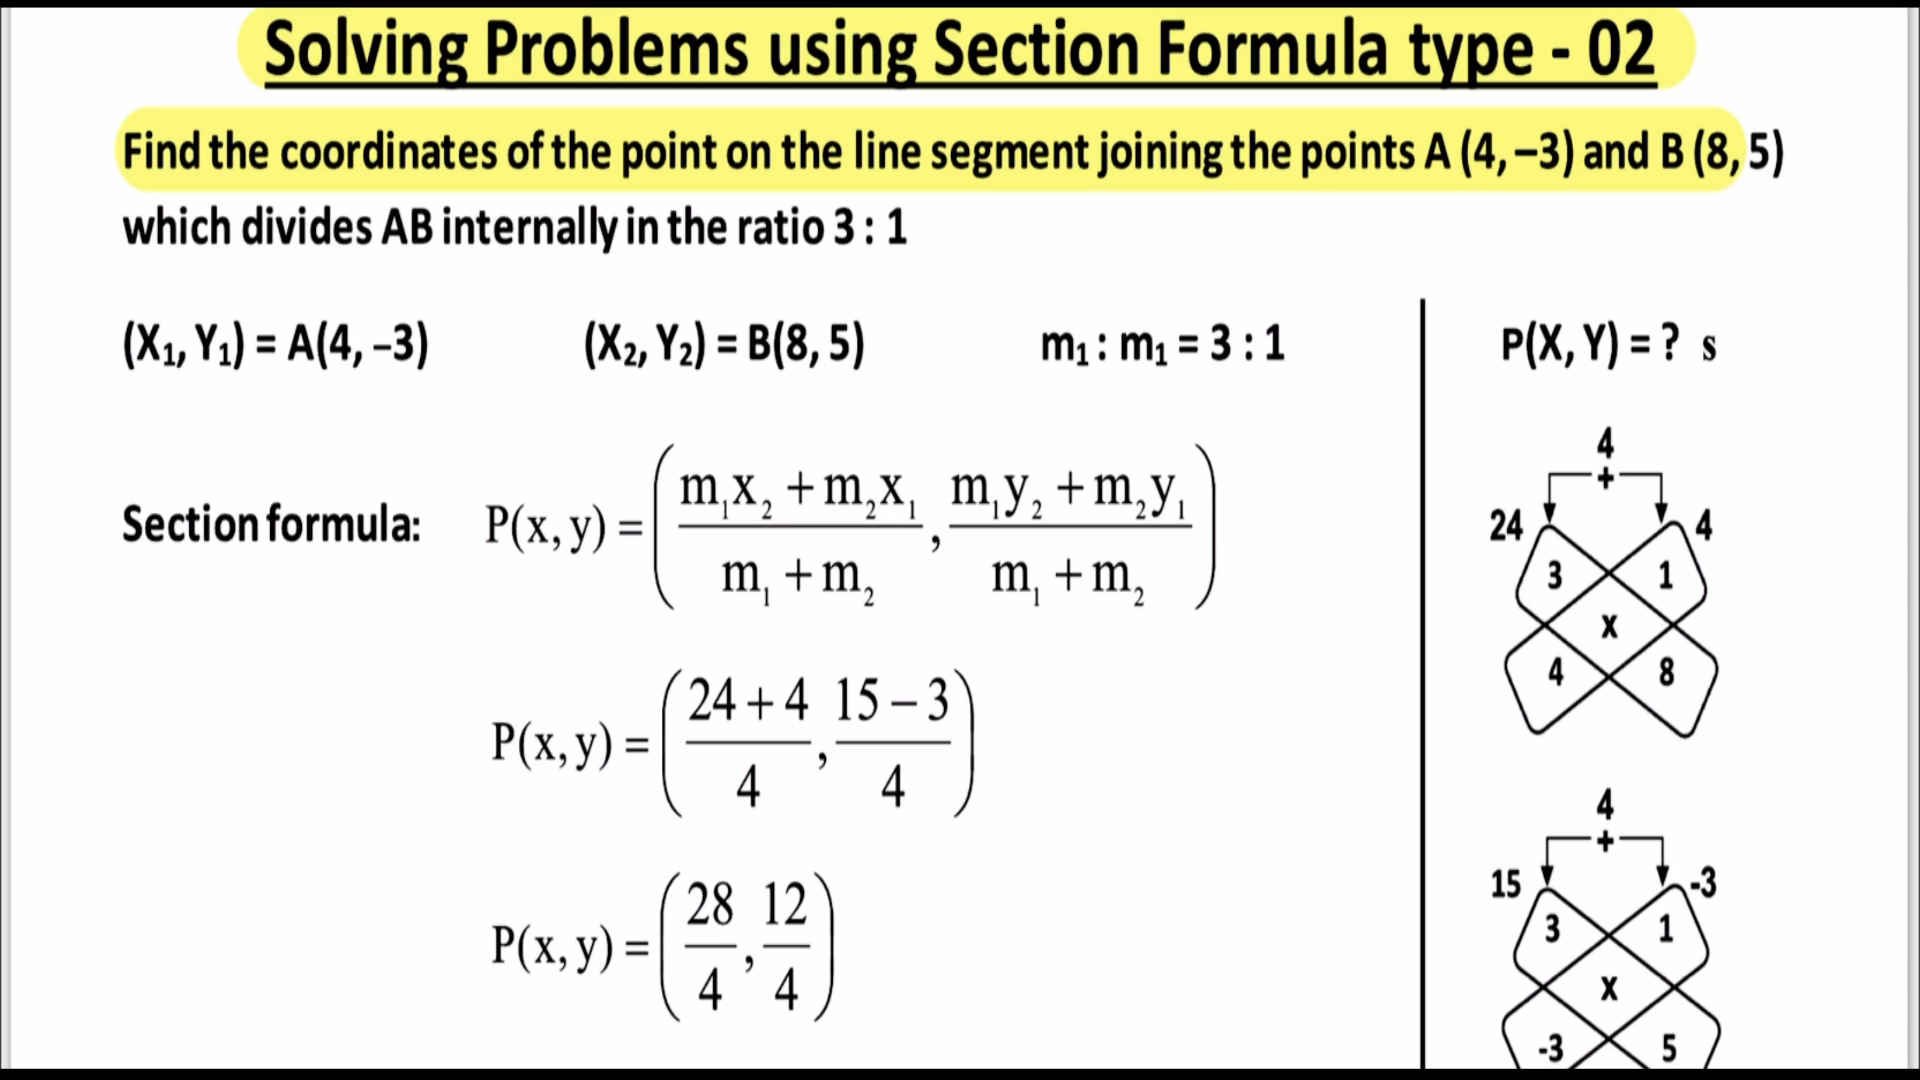 Solving Problems using Section Formula type - 02
Find the coordinates of the point on the line segment joining the points A (4, –3) and B (8, 5)
which divides AB internally in the ratio 3 : 1
(X₁, Y₁) = A(4, –3) (X₂, Y₂) = B(8, 5) m₁ : m₁ = 3 : 1 P(X, Y) = ? s
Section formula: P(x, y) = ( (m₁x₂ + m₂x₁)/(m₁ + m₂) , (m₁y₂ + m₂y₁)/(m₁ + m₂) )
P(x, y) = ( (24 + 4)/4 , (15 – 3)/4 )
P(x, y) = ( 28/4 , 12/4 )
4
+
24 4
3 1
x
4 8
4
+
15 -3
3 1
x
-3 5